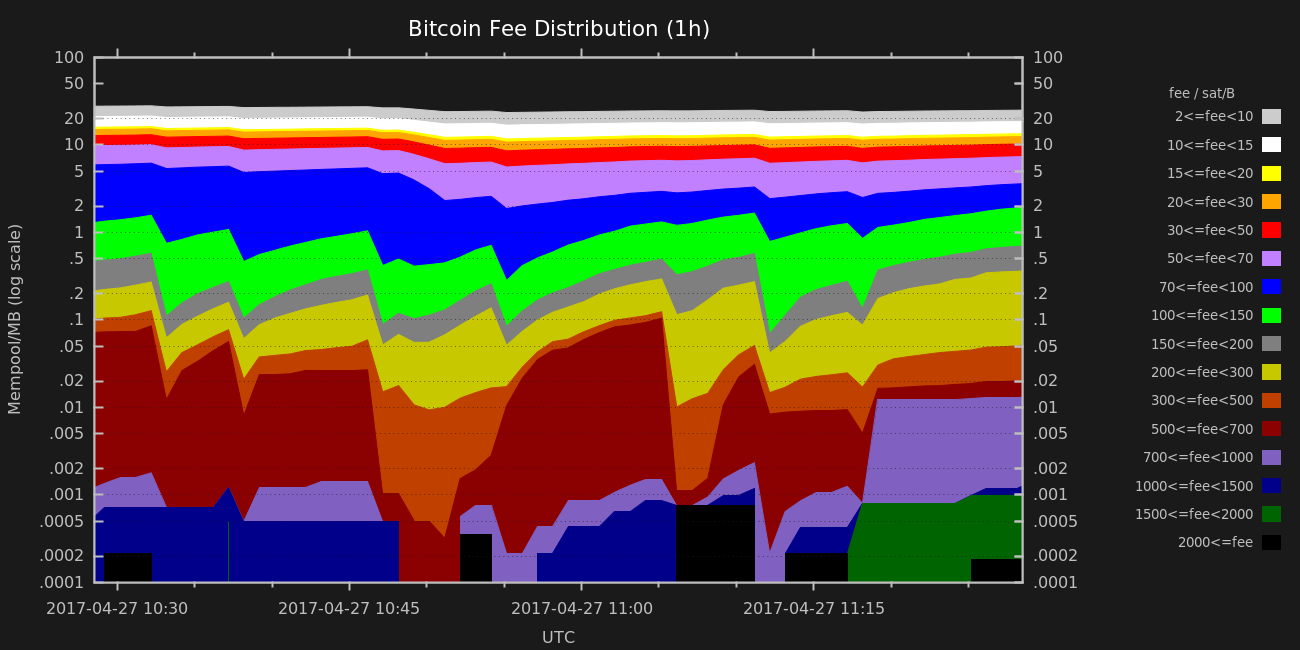 Bitcoin Fee Distribution (1h)
100
50
20
10
5
2
1
.5
.2
.1
.05
.02
.01
.005
.002
.001
.0005
.0002
.0001
Mempool/MB (log scale)
100
50
20
10
5
2
1
.5
.2
.1
.05
.02
.01
.005
.002
.001
.0005
.0002
.0001
2017-04-27 10:30
2017-04-27 10:45
2017-04-27 11:00
2017-04-27 11:15
UTC
fee / sat/B
2<=fee<10
10<=fee<15
15<=fee<20
20<=fee<30
30<=fee<50
50<=fee<70
70<=fee<100
100<=fee<150
150<=fee<200
200<=fee<300
300<=fee<500
500<=fee<700
700<=fee<1000
1000<=fee<1500
1500<=fee<2000
2000<=fee